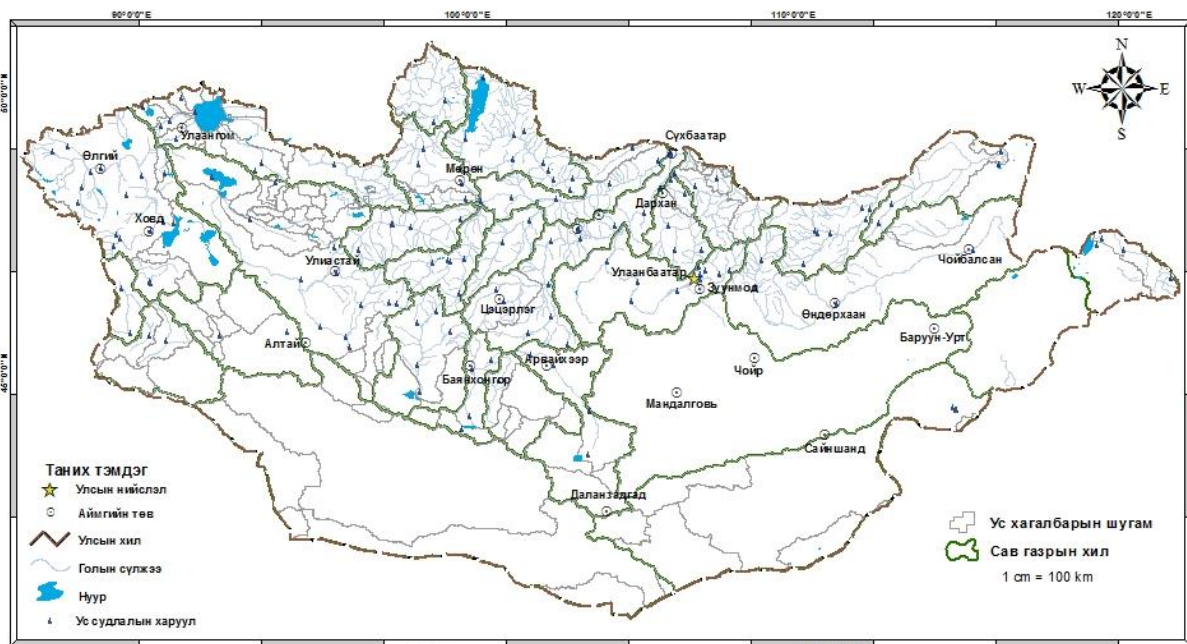 90°0'0"E
100°0'0"E
110°0'0"E
120°0'0"E
N
W
E
S
50°0'0"N
Улаангом
Сүхбаатар
Өлгий
Мөрөн
Дархан
Ховд
Улиастай
Улаанбаатар
Зуунмод
Чойбалсан
Цэцэрлэг
Өндөрхаан
Алтай
Баруун-Урт
46°0'0"N
Арвайхээр
Чойр
Баянхонгор
Мандалговь
Сайншанд
Даланзадгад
Таних тэмдэг
Улсын нийслэл
Аймгийн төв
Улсын хил
Голын сүлжээ
Нуур
Ус судлалын харуул
Ус хагалбарын шугам
Сав газрын хил
1 cm = 100 km